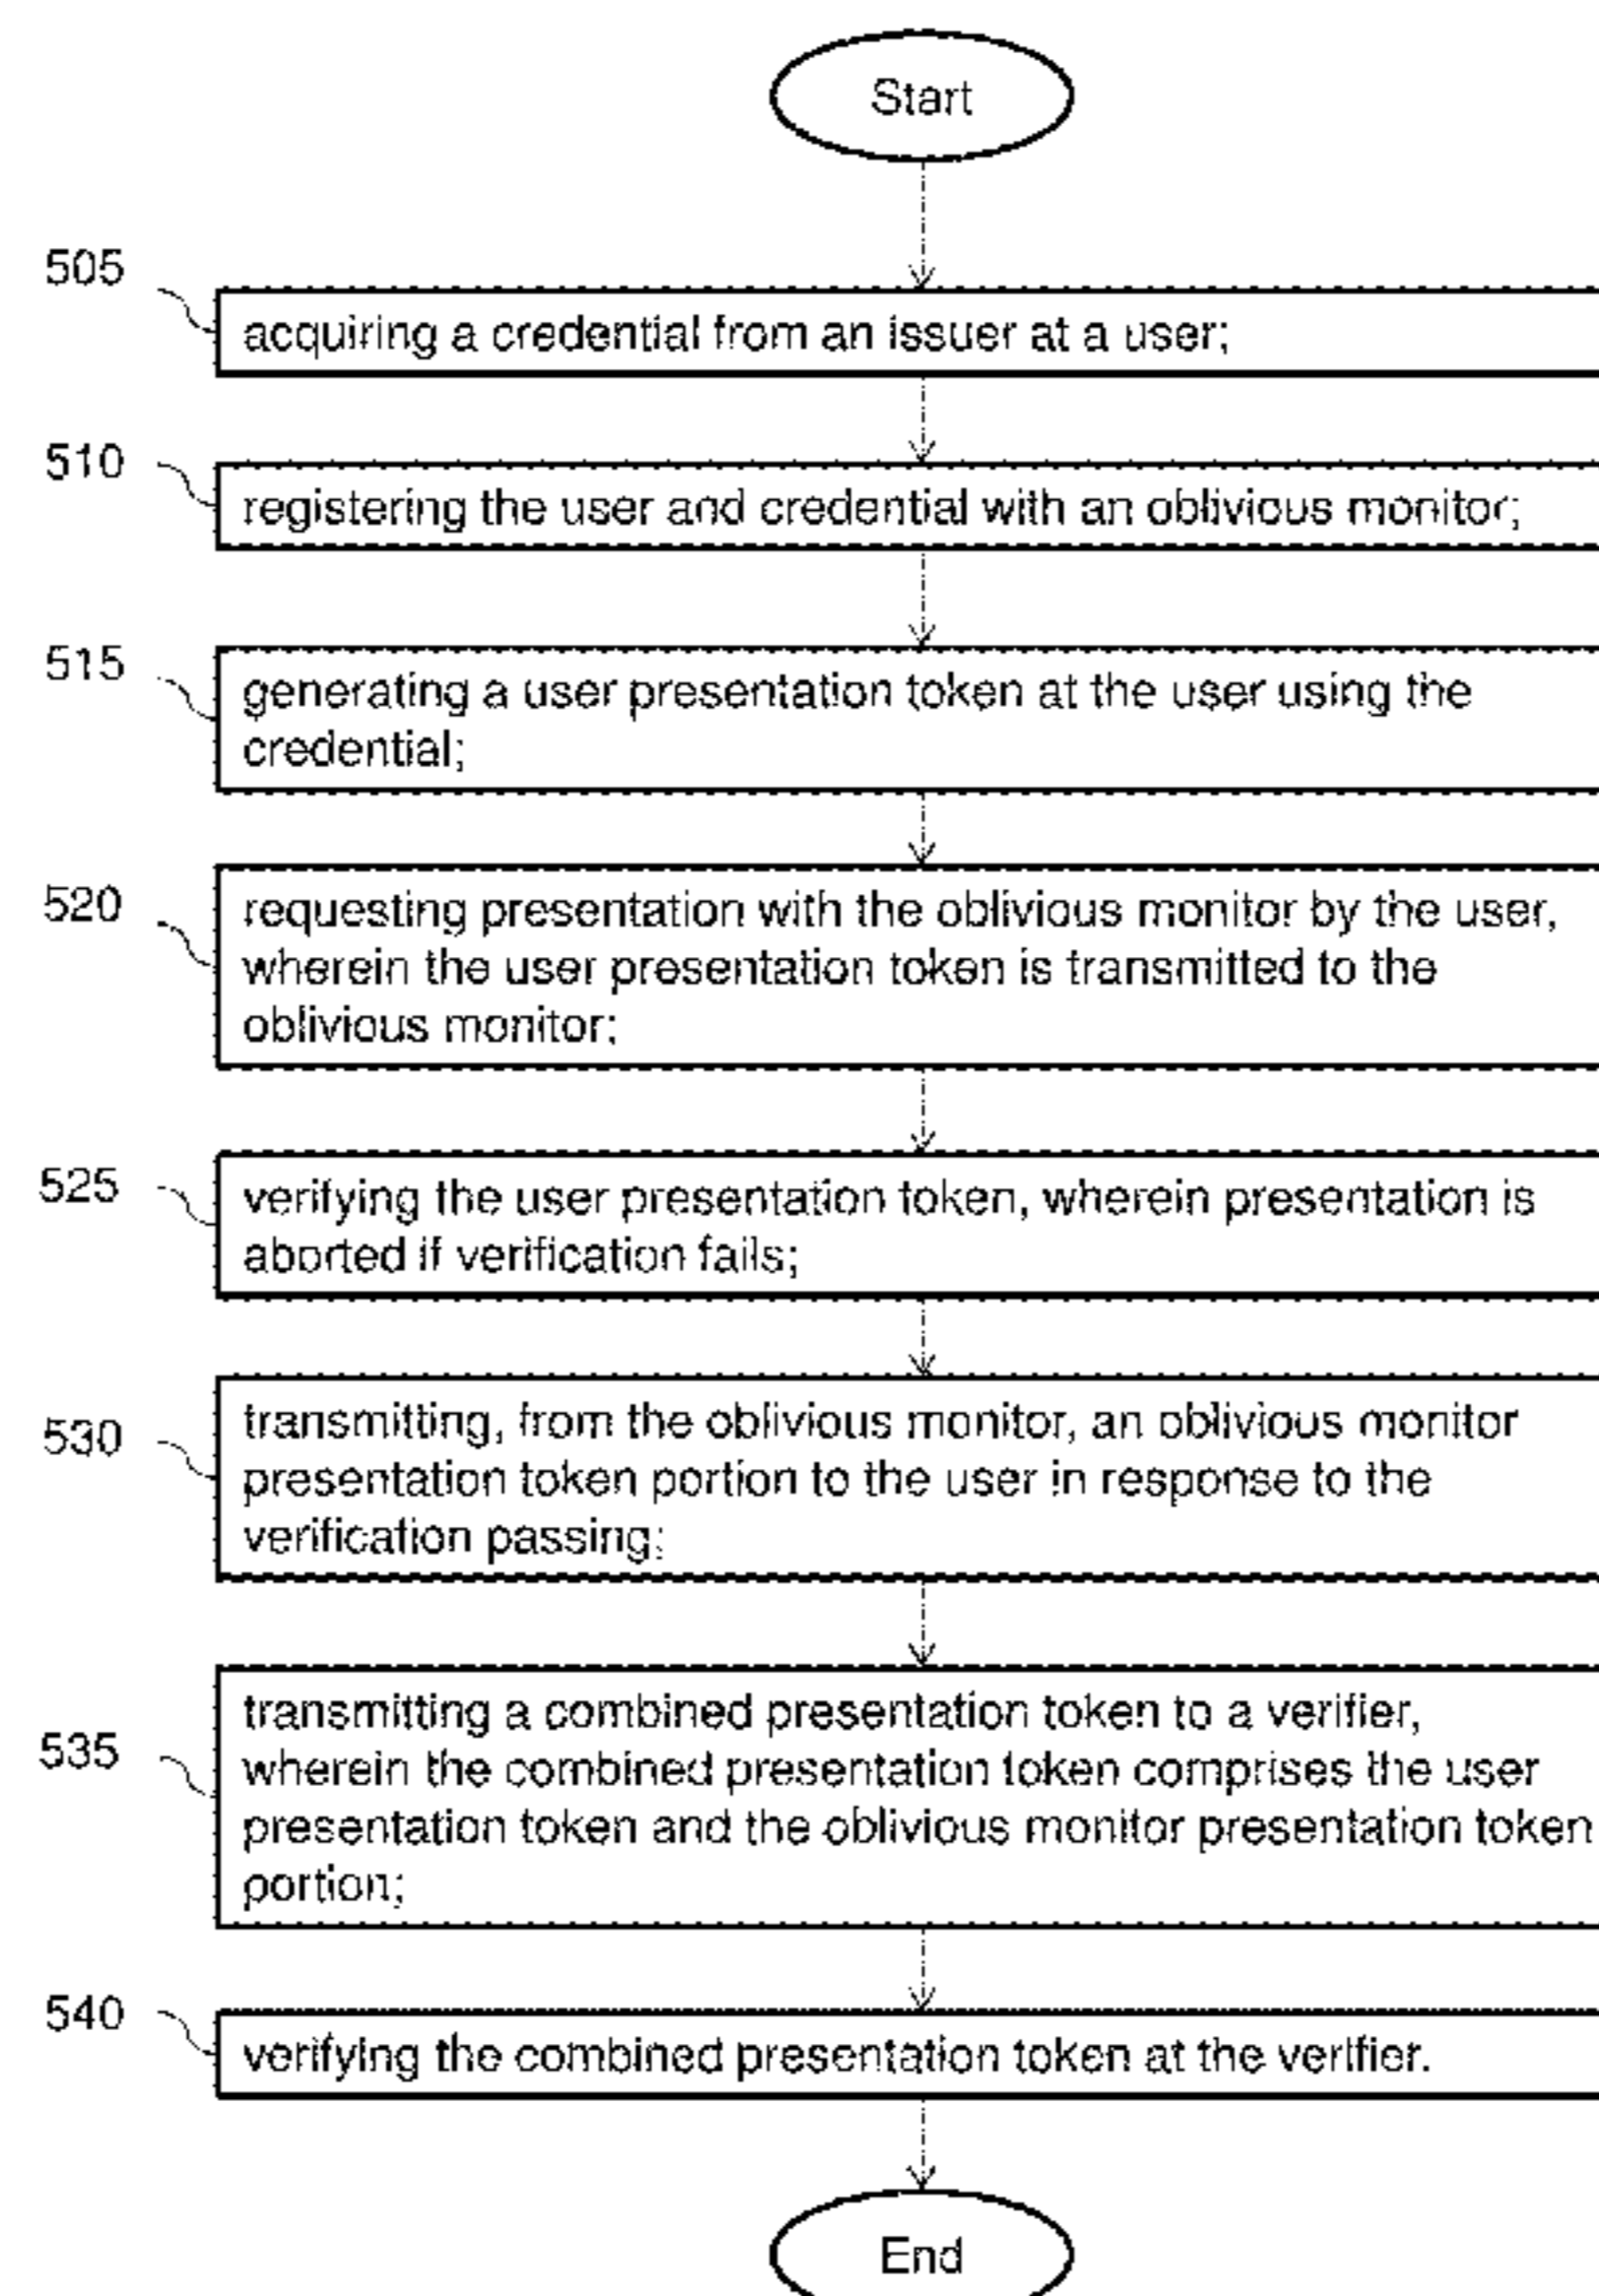 Start
505
acquiring a credential from an issuer at a user;
510
registering the user and credential with an oblivious monitor;
515
generating a user presentation token at the user using the
credential;
520
requesting presentation with the oblivious monitor by the user,
wherein the user presentation token is transmitted to the
oblivious monitor;
525
verifying the user presentation token, wherein presentation is
aborted if verification fails;
530
transmitting, from the oblivious monitor, an oblivious monitor
presentation token portion to the user in response to the
verification passing;
535
transmitting a combined presentation token to a verifier,
wherein the combined presentation token comprises the user
presentation token and the oblivious monitor presentation token
portion;
540
verifying the combined presentation token at the verifier.
End